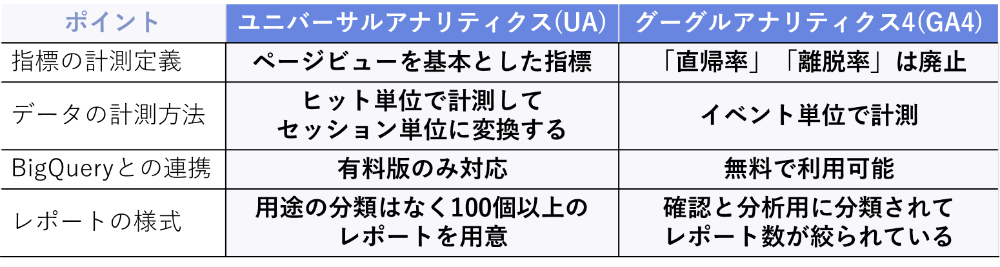 ポイント ユニバーサルアナリティクス(UA) グーグルアナリティクス4(GA4)
指標の計測定義 ページビューを基本とした指標 「直帰率」「離脱率」は廃止
データの計測方法 ヒット単位で計測して
セッション単位に変換する イベント単位で計測
BigQueryとの連携 有料版のみ対応 無料で利用可能
レポートの様式 用途の分類はなく100個以上の
レポートを用意 確認と分析用に分類されて
レポート数が絞られている